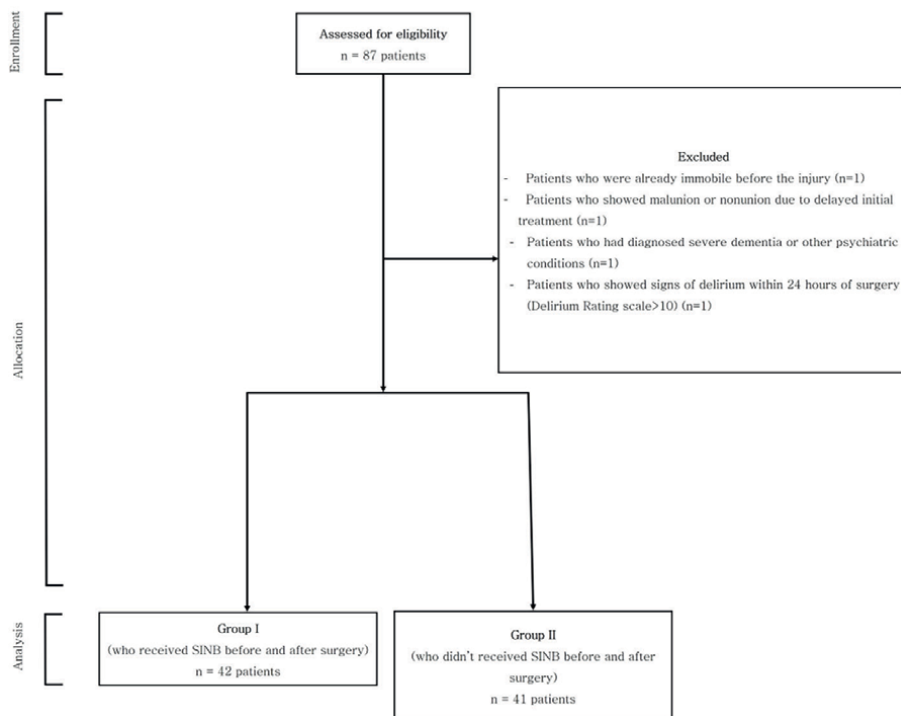 Enrollment
Assessed for eligibility
n = 87 patients
Allocation
Excluded
- Patients who were already immobile before the injury (n=1)
- Patients who showed malunion or nonunion due to delayed initial
treatment (n=1)
- Patients who had diagnosed severe dementia or other psychiatric
conditions (n=1)
- Patients who showed signs of delirium within 24 hours of surgery
(Delirium Rating scale>10) (n=1)
Analysis
Group I
(who received SINB before and after surgery)
n = 42 patients
Group II
(who didn't received SINB before and after
surgery)
n = 41 patients